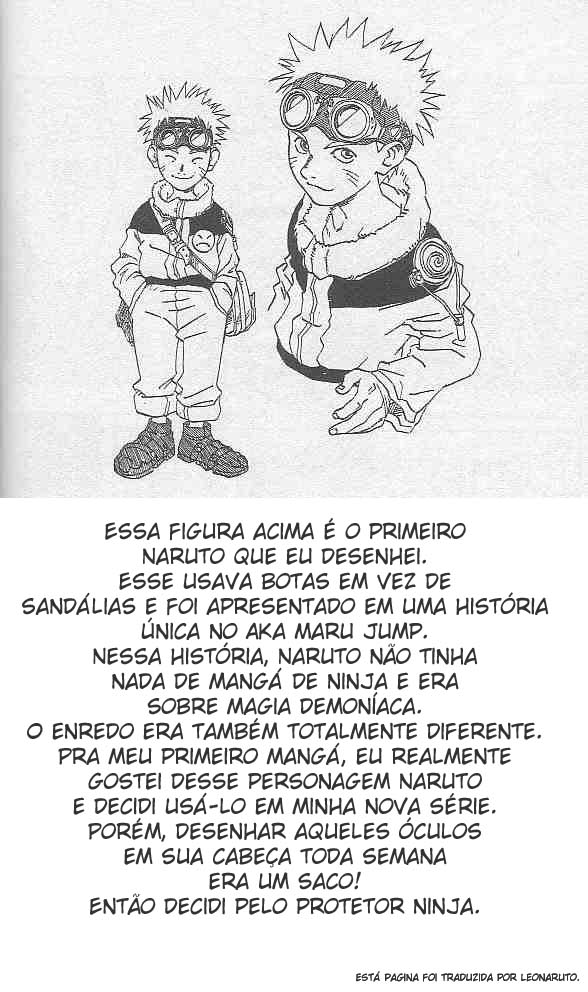 ESSA FIGURA ACIMA É O PRIMEIRO
NARUTO QUE EU DESENHEI.
ESSE USAVA BOTAS EM VEZ DE
SANDÁLIAS E FOI APRESENTADO EM UMA HISTÓRIA
ÚNICA NO AKA MARU JUMP.
NESSA HISTÓRIA, NARUTO NÃO TINHA
NADA DE MANGÁ DE NINJA E ERA
SOBRE MAGIA DEMONÍACA.
O ENREDO ERA TAMBÉM TOTALMENTE DIFERENTE.
PRA MEU PRIMEIRO MANGÁ, EU REALMENTE
GOSTEI DESSE PERSONAGEM NARUTO
E DECIDI USÁ-LO EM MINHA NOVA SÉRIE.
PORÉM, DESENHAR AQUELES ÓCULOS
EM SUA CABEÇA TODA SEMANA
ERA UM SACO!
ENTÃO DECIDI PELO PROTETOR NINJA.
ESTÁ PAGINA FOI TRADUZIDA POR LEONARUTO.